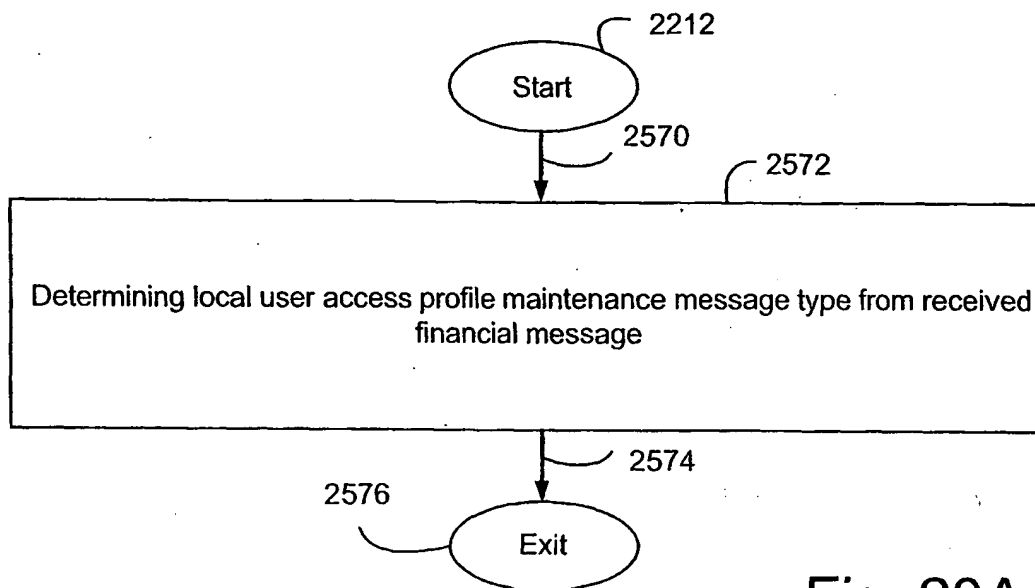 2212
Start
2570
2572
Determining local user access profile maintenance message type from received
financial message
2574
2576
Exit